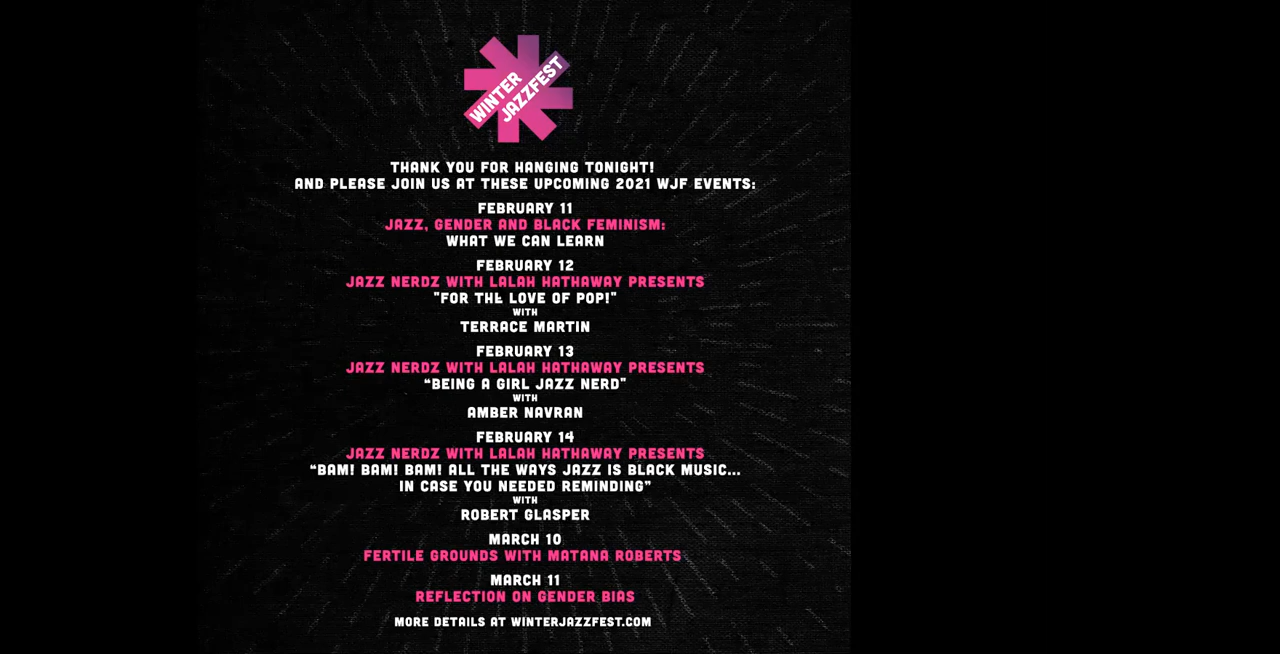 WINTER
JAZZFEST
THANK YOU FOR HANGING TONIGHT!
AND PLEASE JOIN US AT THESE UPCOMING 2021 WJF EVENTS:
FEBRUARY 11
JAZZ, GENDER AND BLACK FEMINISM:
WHAT WE CAN LEARN
FEBRUARY 12
JAZZ NERDZ WITH LALAH HATHAWAY PRESENTS
"FOR THE LOVE OF POP!"
WITH
TERRACE MARTIN
FEBRUARY 13
JAZZ NERDZ WITH LALAH HATHAWAY PRESENTS
“BEING A GIRL JAZZ NERD"
WITH
AMBER NAVRAN
FEBRUARY 14
JAZZ NERDZ WITH LALAH HATHAWAY PRESENTS
“BAM! BAM! BAM! ALL THE WAYS JAZZ IS BLACK MUSIC...
IN CASE YOU NEEDED REMINDING”
WITH
ROBERT GLASPER
MARCH 10
FERTILE GROUNDS WITH MATANA ROBERTS
MARCH 11
REFLECTION ON GENDER BIAS
MORE DETAILS AT WINTERJAZZFEST.COM